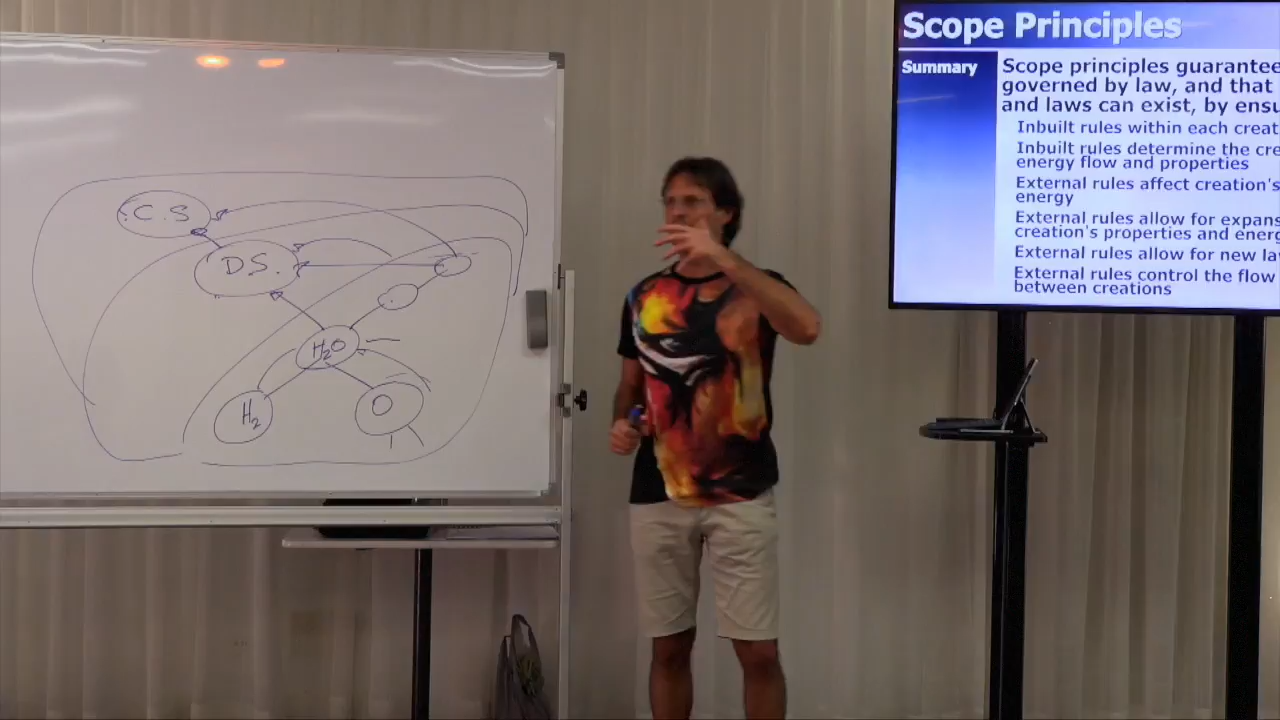 C.S
D.S.
H₂O
H₂
O
Scope Principles
Summary
Scope principles guarantee
governed by law, and that
and laws can exist, by ensu
Inbuilt rules within each creat
Inbuilt rules determine the cre
energy flow and properties
External rules affect creation's
energy
External rules allow for expans
creation's properties and energ
External rules allow for new la
External rules control the flow
between creations